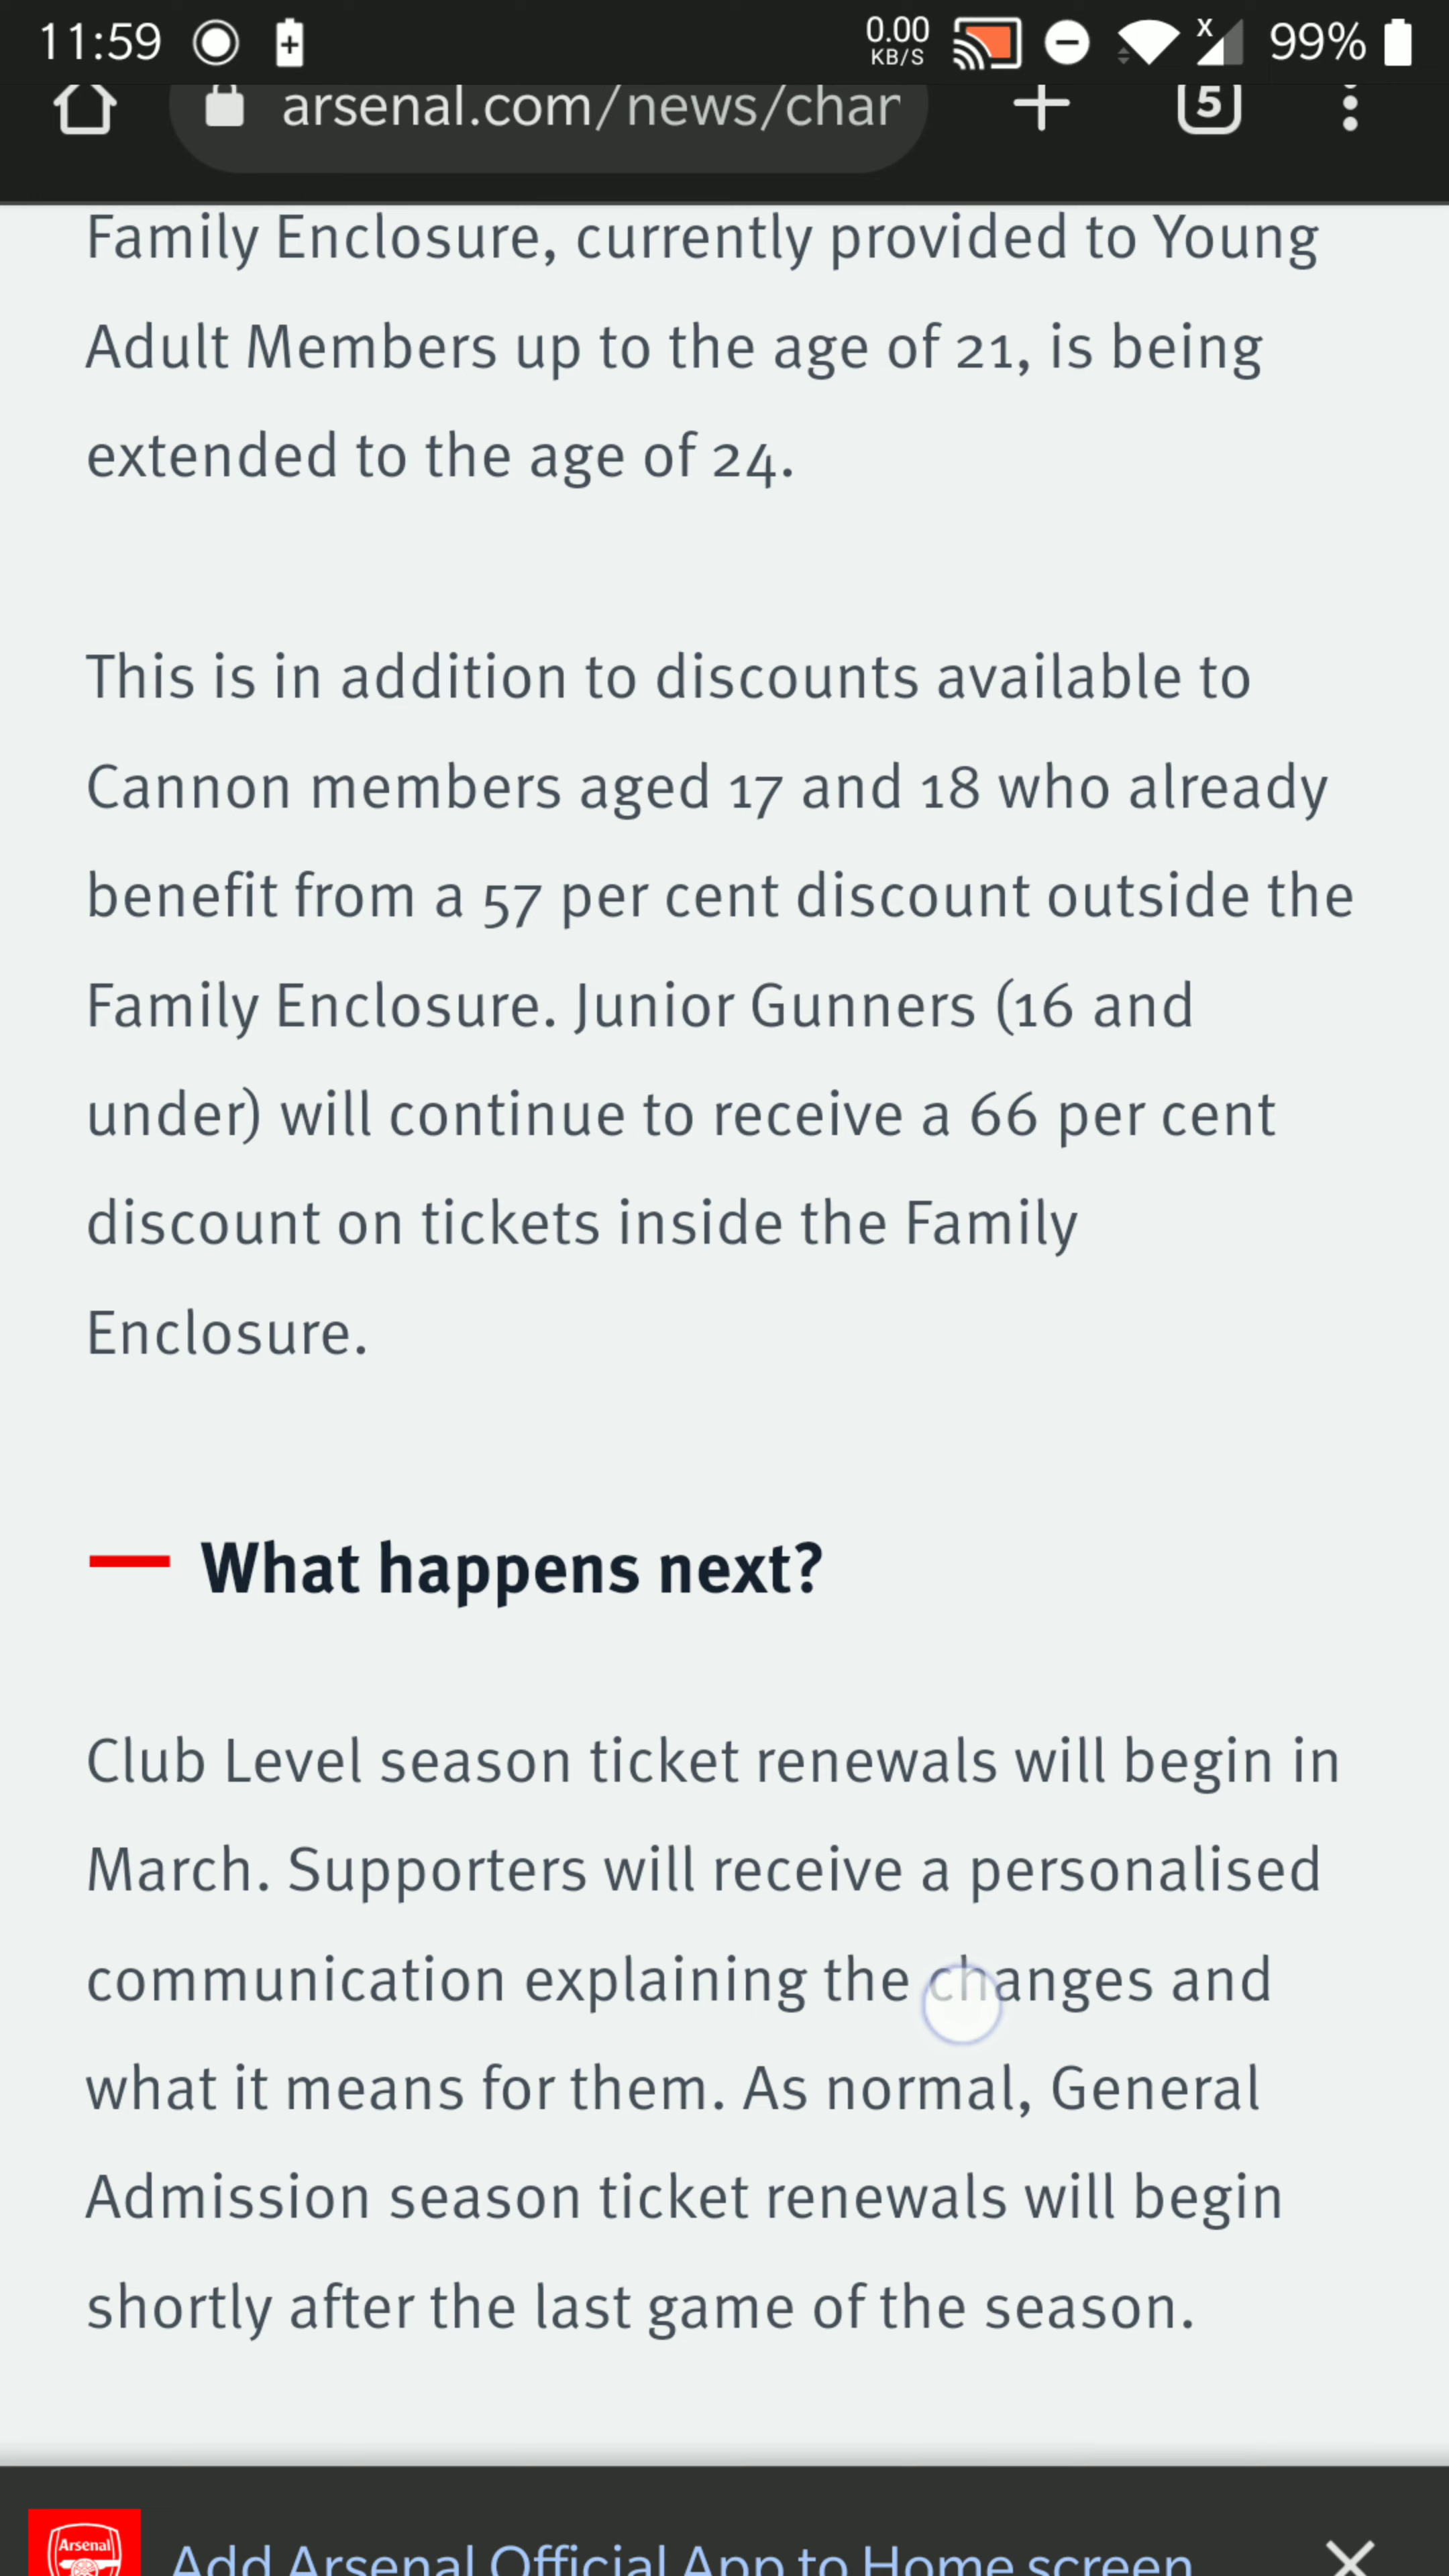 11:59
0.00
KB/S
X
99%
arsenal.com/news/char
5
Family Enclosure, currently provided to Young
Adult Members up to the age of 21, is being
extended to the age of 24.
This is in addition to discounts available to
Cannon members aged 17 and 18 who already
benefit from a 57 per cent discount outside the
Family Enclosure. Junior Gunners (16 and
under) will continue to receive a 66 per cent
discount on tickets inside the Family
Enclosure.
What happens next?
Club Level season ticket renewals will begin in
March. Supporters will receive a personalised
communication explaining the changes and
what it means for them. As normal, General
Admission season ticket renewals will begin
shortly after the last game of the season.
Arsenal
Add Arsenal Official App to Home screen